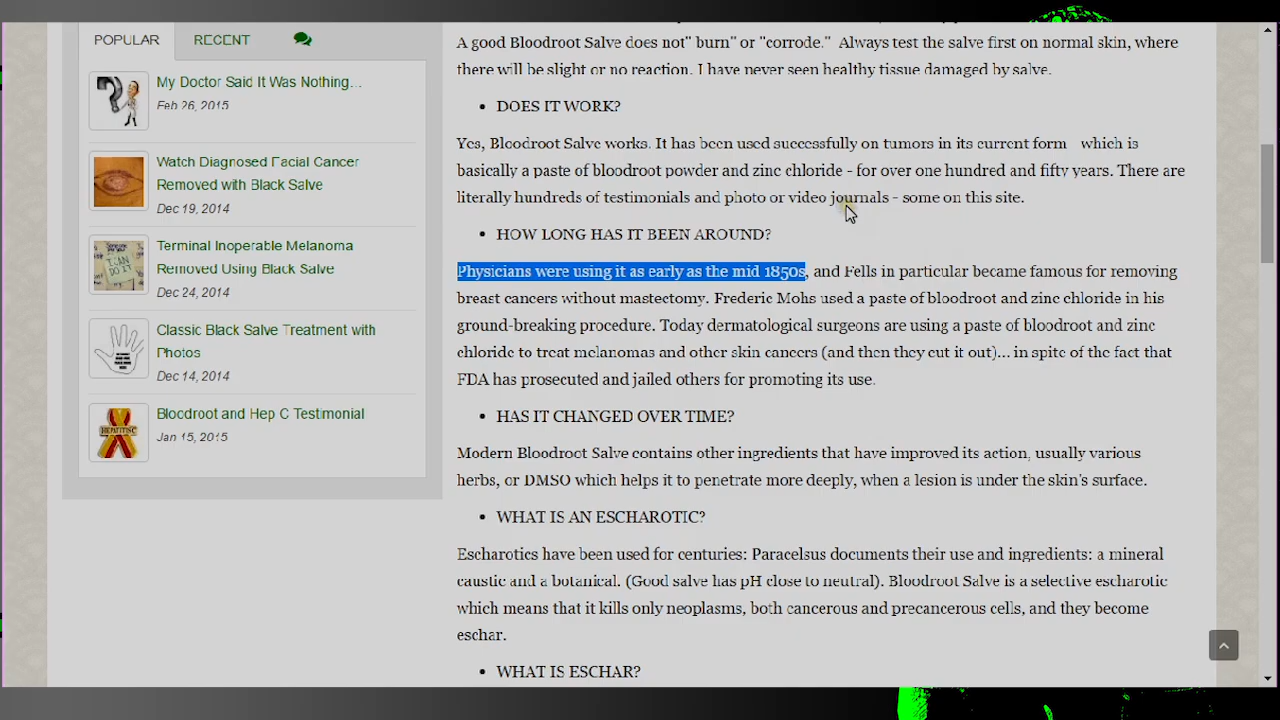 POPULAR
RECENT
My Doctor Said It Was Nothing...
Feb 26, 2015
Watch Diagnosed Facial Cancer
Removed with Black Salve
Dec 19, 2014
Terminal Inoperable Melanoma
Removed Using Black Salve
Dec 24, 2014
Classic Black Salve Treatment with
Photos
Dec 14, 2014
Bloodroot and Hep C Testimonial
Jan 15, 2015
A good Bloodroot Salve does not" burn" or "corrode." Always test the salve first on normal skin, where
there will be slight or no reaction. I have never seen healthy tissue damaged by salve.
• DOES IT WORK?
Yes, Bloodroot Salve works. It has been used successfully on tumors in its current form which is
basically a paste of bloodroot powder and zinc chloride - for over one hundred and fifty years. There are
literally hundreds of testimonials and photo or video journals - some on this site.
• HOW LONG HAS IT BEEN AROUND?
Physicians were using it as early as the mid 1850s, and Fells in particular became famous for removing
breast cancers without mastectomy. Frederic Mohs used a paste of bloodroot and zinc chloride in his
ground-breaking procedure. Today dermatological surgeons are using a paste of bloodroot and zinc
chloride to treat melanomas and other skin cancers (and then they cut it out)... in spite of the fact that
FDA has prosecuted and jailed others for promoting its use.
• HAS IT CHANGED OVER TIME?
Modern Bloodroot Salve contains other ingredients that have improved its action, usually various
herbs, or DMSO which helps it to penetrate more deeply, when a lesion is under the skin's surface.
• WHAT IS AN ESCHAROTIC?
Escharotics have been used for centuries: Paracelsus documents their use and ingredients: a mineral
caustic and a botanical. (Good salve has pH close to neutral). Bloodroot Salve is a selective escharotic
which means that it kills only neoplasms, both cancerous and precancerous cells, and they become
eschar.
• WHAT IS ESCHAR?